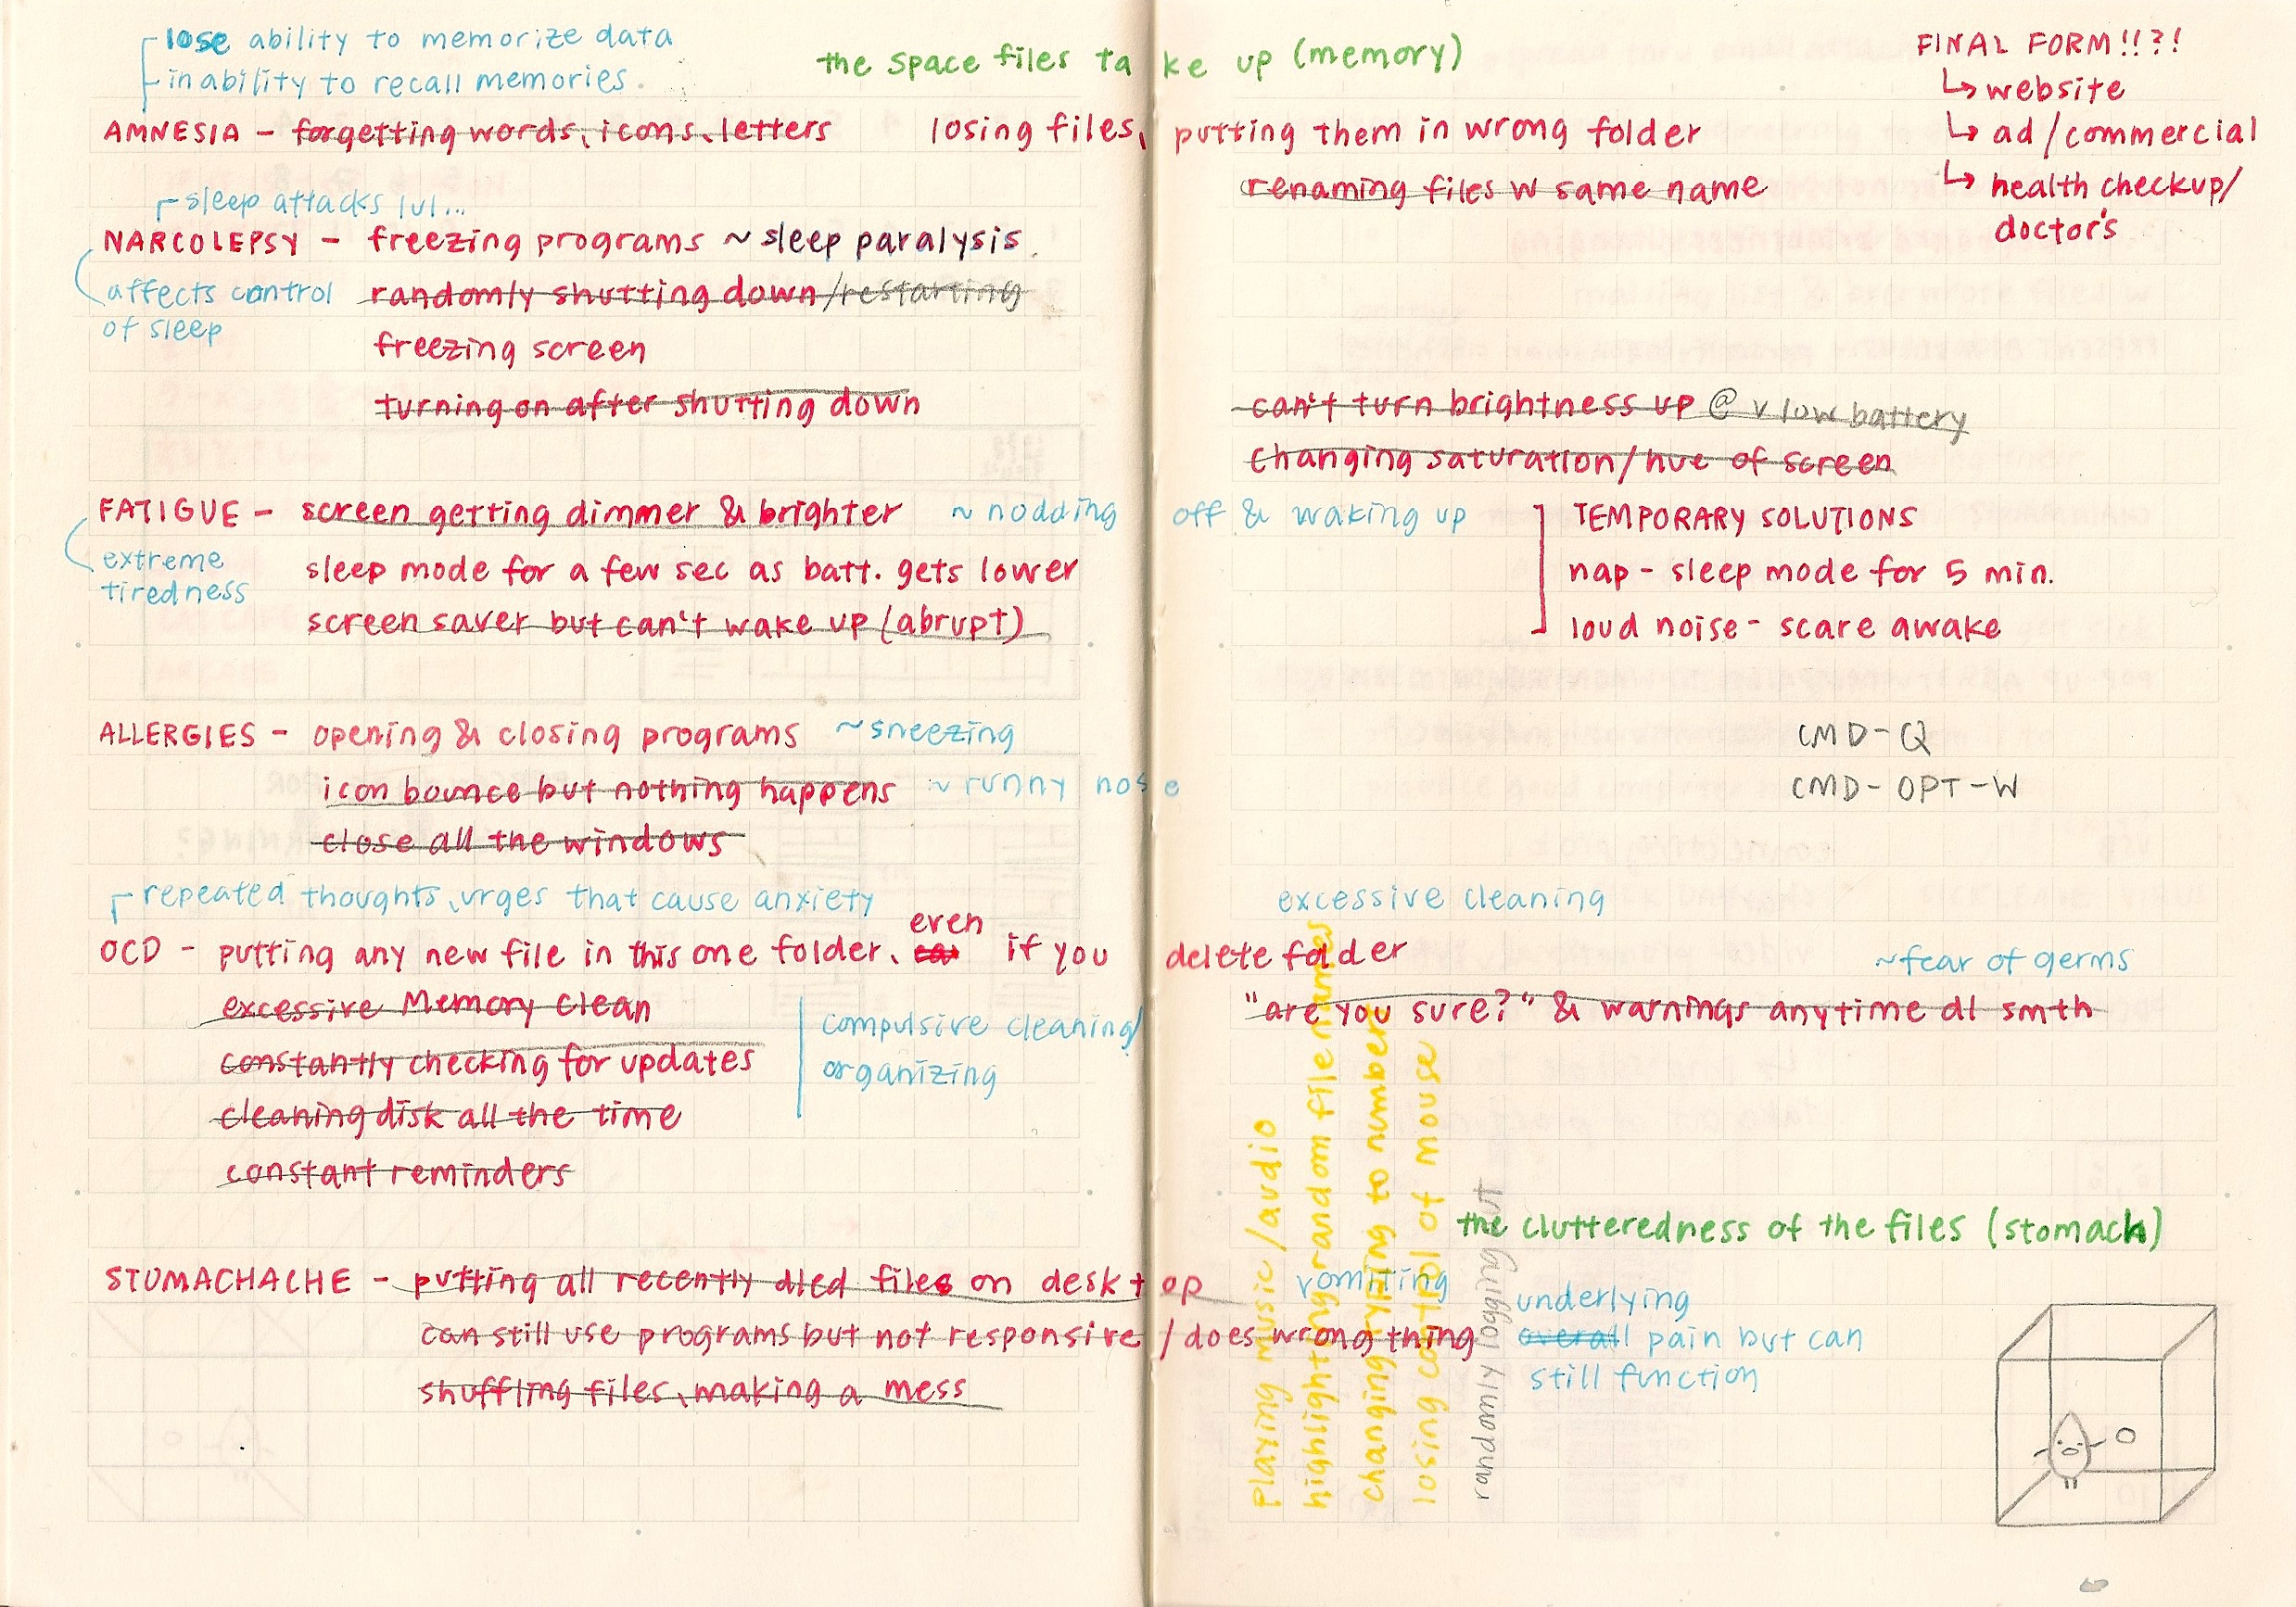 lose ability to memorize data
inability to recall memories.
the space files take up (memory)
AMNESIA - forgetting words, icons, letters losing files, putting them in wrong folder
renaming files w same name
FINAL FORM!!?!
↳ website
↳ ad/commercial
↳ health checkup/
doctor's
sleep attacks lul...
NARCOLEPSY - freezing programs ~ sleep paralysis.
affects control
of sleep
randomly shutting down/restarting
freezing screen
turning on after shutting down
can't turn brightness up @ v low battery
changing saturation/hue of screen
FATIGUE - screen getting dimmer & brighter ~ nodding off & waking up
extreme
tiredness
sleep mode for a few sec as batt. gets lower
screen saver but can't wake up (abrupt)
TEMPORARY SOLUTIONS
nap - sleep mode for 5 min.
loud noise - scare awake
ALLERGIES - opening & closing programs ~sneezing
icon bounce but nothing happens ~ runny nose
close all the windows
CMD-Q
CMD-OPT-W
repeated thoughts, urges that cause anxiety
excessive cleaning
OCD - putting any new file in this one folder, even if you delete folder
~fear of germs
excessive Memory Clean
constantly checking for updates
cleaning disk all the time
constant reminders
compulsive cleaning/
organizing
"are you sure?" & warnings anytime dl smth
the clutteredness of the files (stomach)
STOMACHACHE - putting all recently dled files on desktop vomiting
can still use programs but not responsive / does wrong thing
shuffling files, making a mess
underlying
overall pain but can
still function
playing music/audio
highlighting random file names
changing typing to numbers
losing control of mouse
randomly logging out